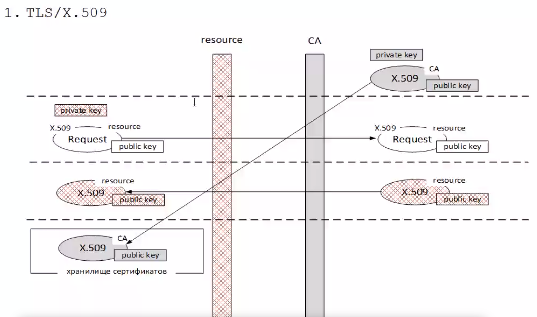 1. TLS/X.509
resource CA
private key
X.509 CA
public key
private key
X.509 resource
Request
public key
X.509 resource
Request
public key
resource
X.509
public key
resource
X.509
public key
CA
X.509
public key
хранилище сертификатов